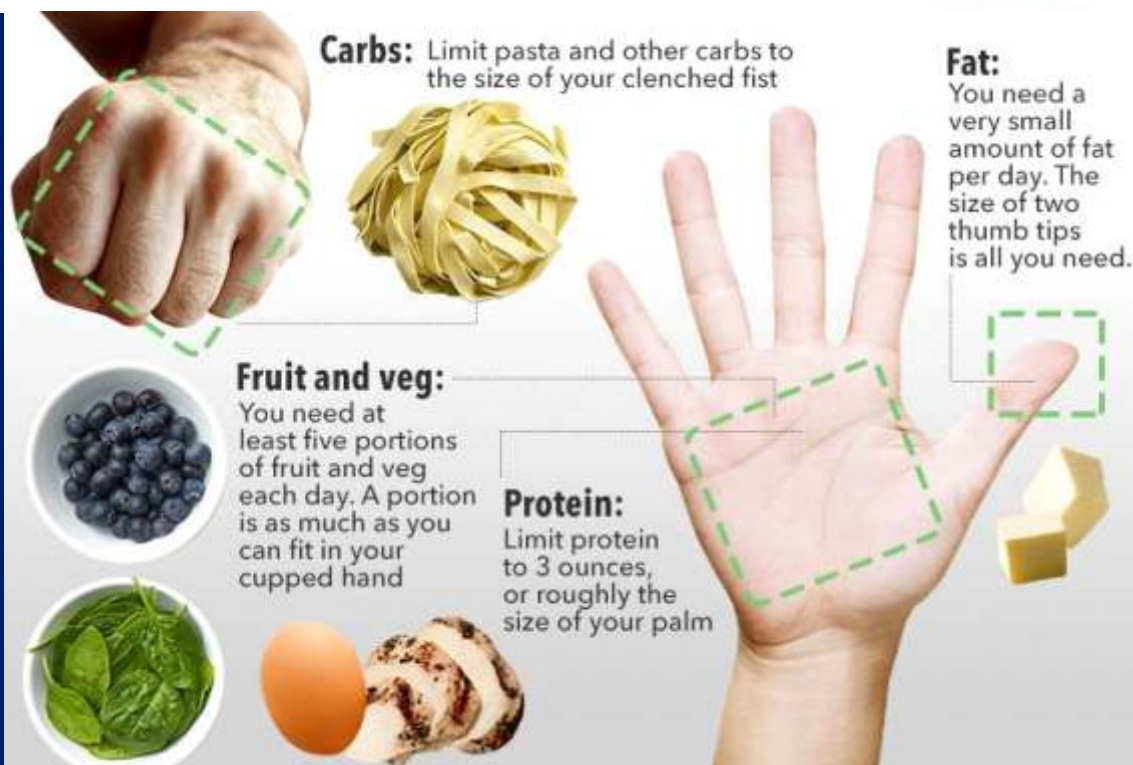 Carbs: Limit pasta and other carbs to
the size of your clenched fist
Fat:
You need a
very small
amount of fat
per day. The
size of two
thumb tips
is all you need.
Fruit and veg:
You need at
least five portions
of fruit and veg
each day. A portion
is as much as you
can fit in your
cupped hand
Protein:
Limit protein
to 3 ounces,
or roughly the
size of your palm